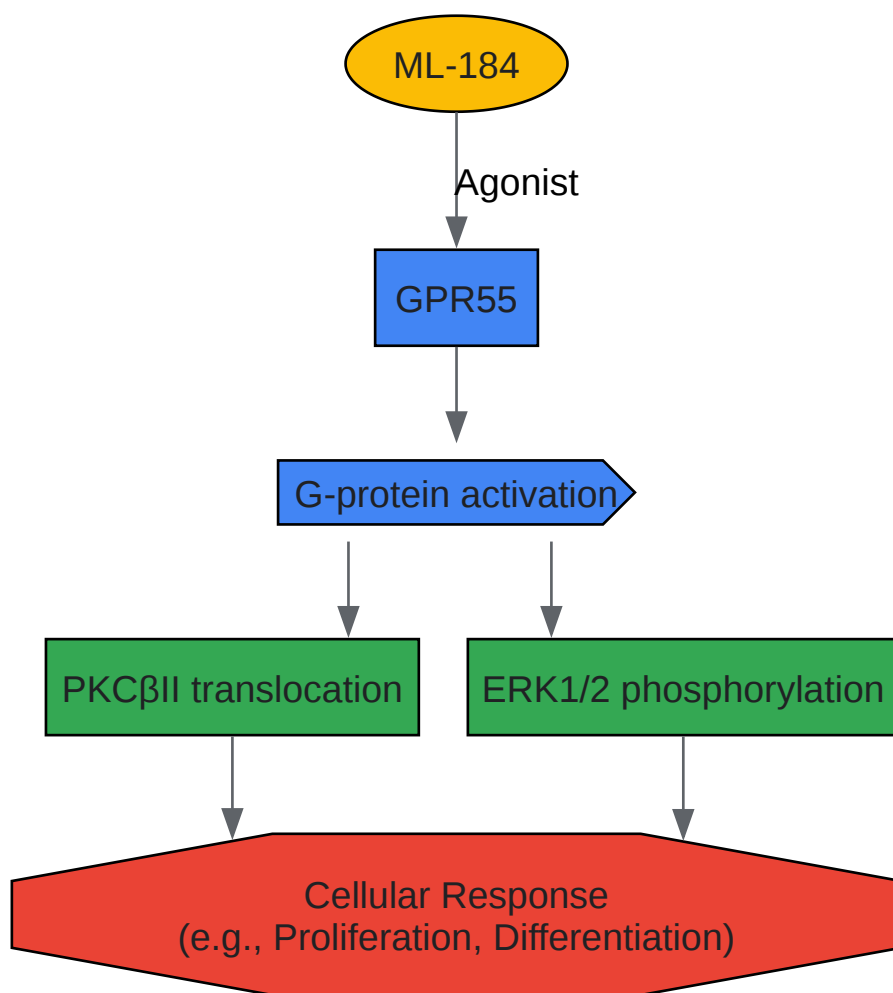 ML-184
Agonist
GPR55
G-protein activation
PKCβII translocation
ERK1/2 phosphorylation
Cellular Response
(e.g., Proliferation, Differentiation)